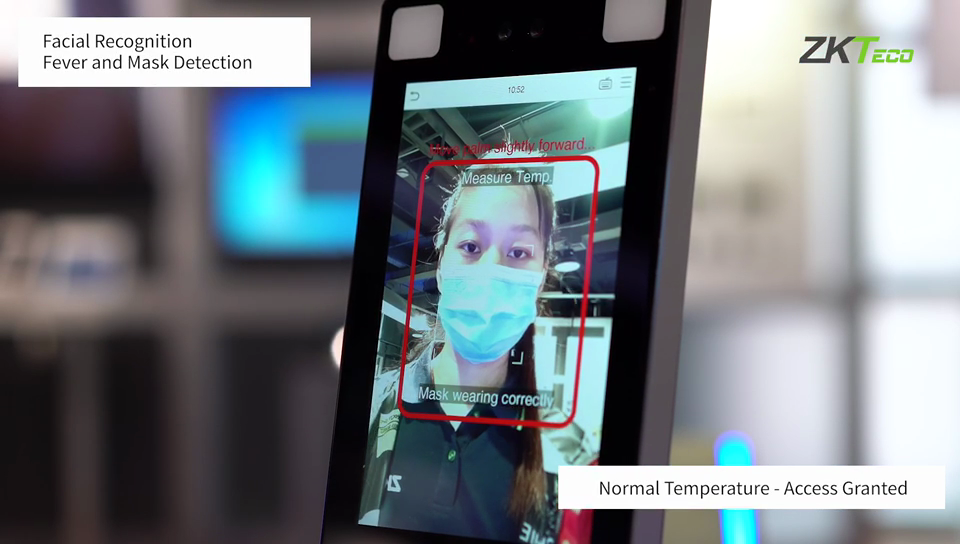 Facial Recognition
Fever and Mask Detection
ZKTeco
10:52
Move palm slightly forward...
Measure Temp.
Mask wearing correctly
Normal Temperature - Access Granted